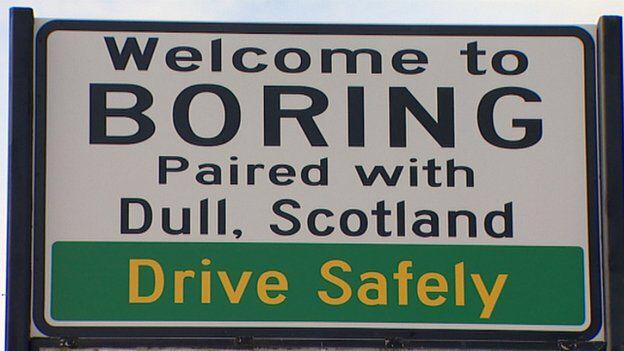 Welcome to
BORING
Paired with
Dull, Scotland
Drive Safely